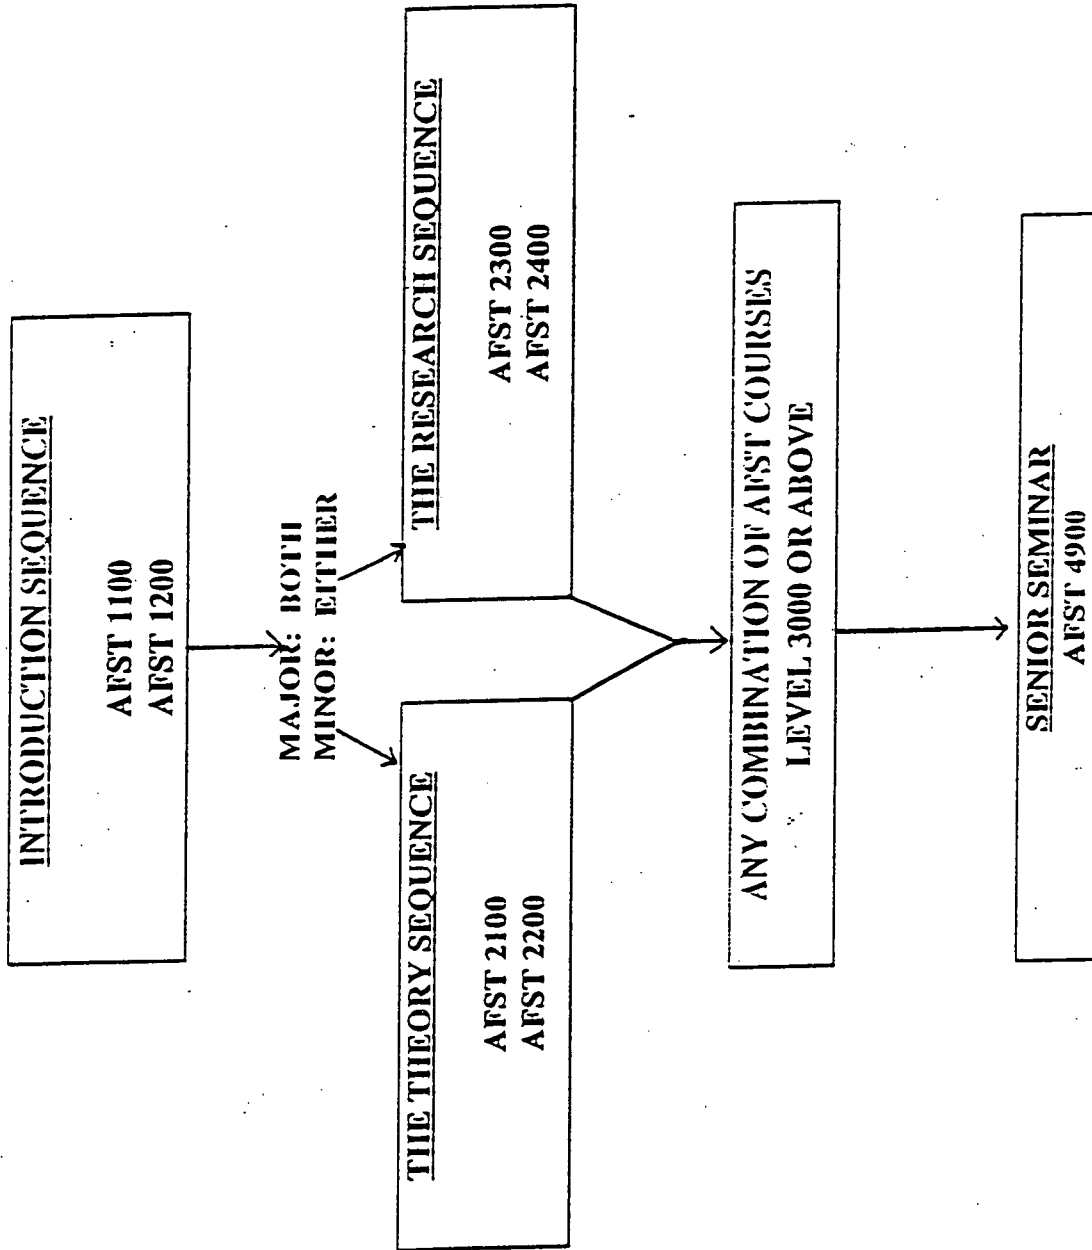 INTRODUCTION SEQUENCE
AFST 1100
AFST 1200
MAJOR: BOTH
MINOR: EITHER
THE THEORY SEQUENCE
AFST 2100
AFST 2200
THE RESEARCH SEQUENCE
AFST 2300
AFST 2400
ANY COMBINATION OF AFST COURSES
LEVEL 3000 OR ABOVE
SENIOR SEMINAR
AFST 4900